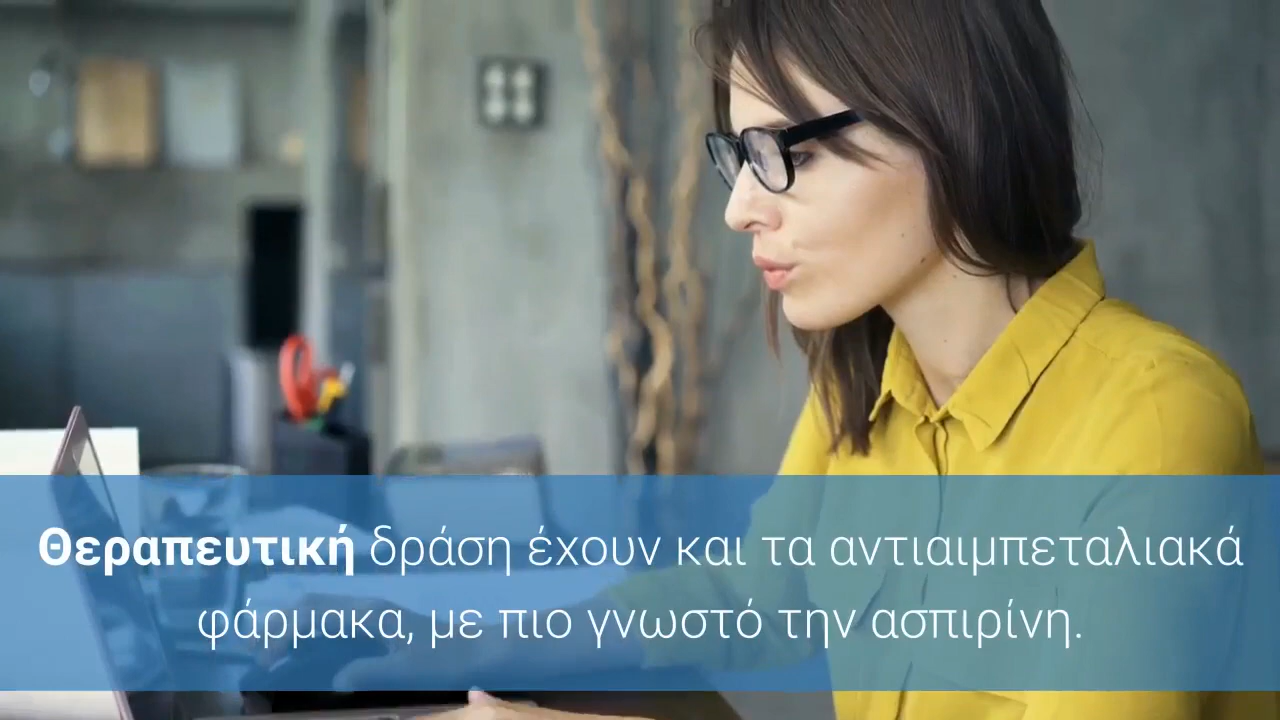 Θεραπευτική δράση έχουν και τα αντιαιμπεταλιακά
φάρμακα, με πιο γνωστό την ασπιρίνη.